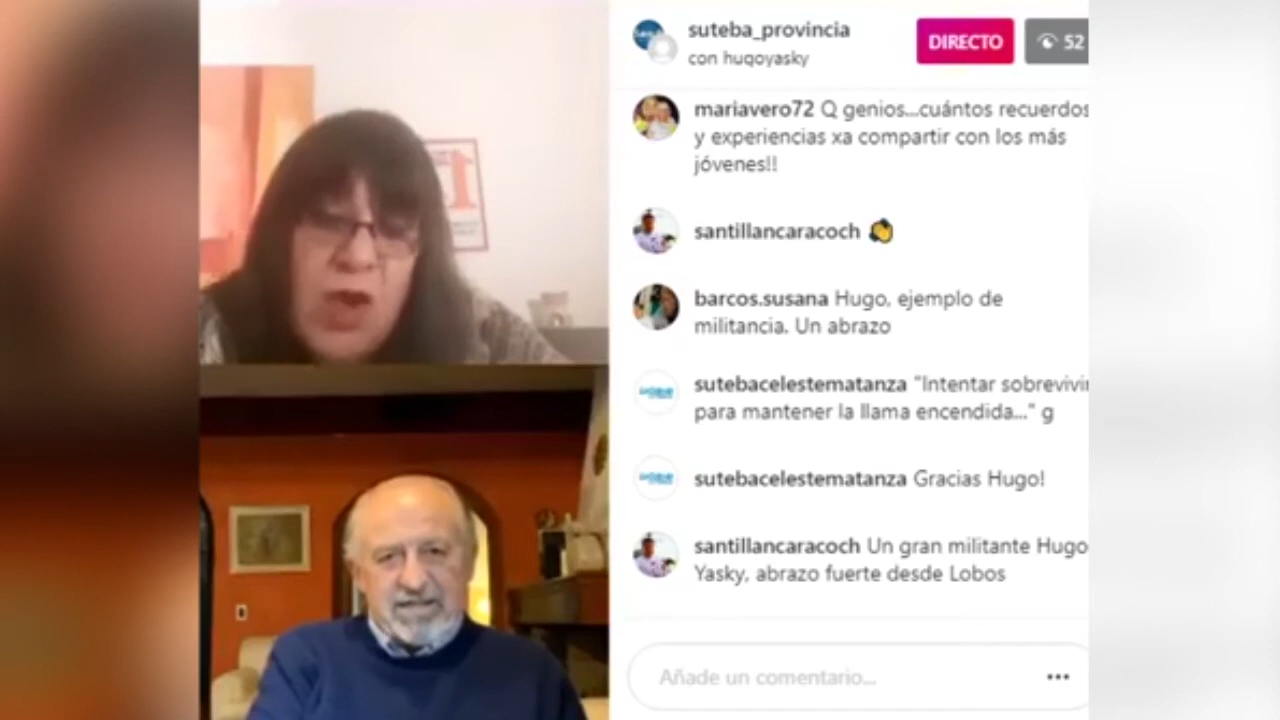 suteba_provincia
con hugoyasky
DIRECTO
52
mariavero72 Q genios...cuántos recuerdos
y experiencias xa compartir con los más
jóvenes!!
santillancaracoch
barcos.susana Hugo, ejemplo de
militancia. Un abrazo
sutebacelestematanza "Intentar sobrevivir
para mantener la llama encendida..." g
sutebacelestematanza Gracias Hugo!
santillancaracoch Un gran militante Hugo
Yasky, abrazo fuerte desde Lobos
Añade un comentario...